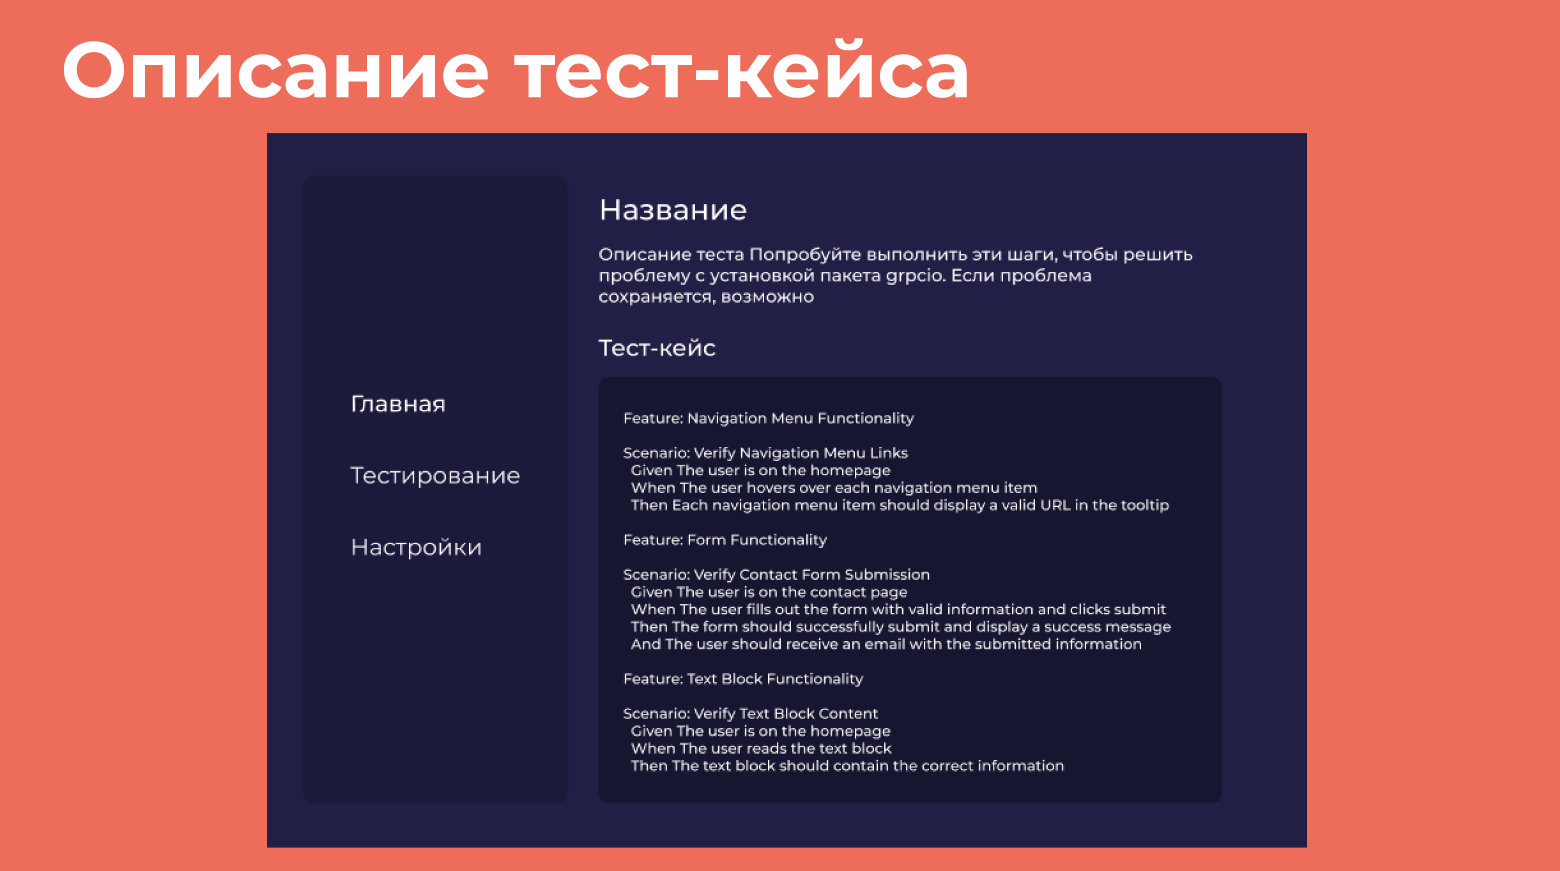 Описание тест-кейса
Главная
Тестирование
Настройки
Название
Описание теста Попробуйте выполнить эти шаги, чтобы решить
проблему с установкой пакета grpcio. Если проблема
сохраняется, возможно
Тест-кейс
Feature: Navigation Menu Functionality
Scenario: Verify Navigation Menu Links
Given The user is on the homepage
When The user hovers over each navigation menu item
Then Each navigation menu item should display a valid URL in the tooltip
Feature: Form Functionality
Scenario: Verify Contact Form Submission
Given The user is on the contact page
When The user fills out the form with valid information and clicks submit
Then The form should successfully submit and display a success message
And The user should receive an email with the submitted information
Feature: Text Block Functionality
Scenario: Verify Text Block Content
Given The user is on the homepage
When The user reads the text block
Then The text block should contain the correct information